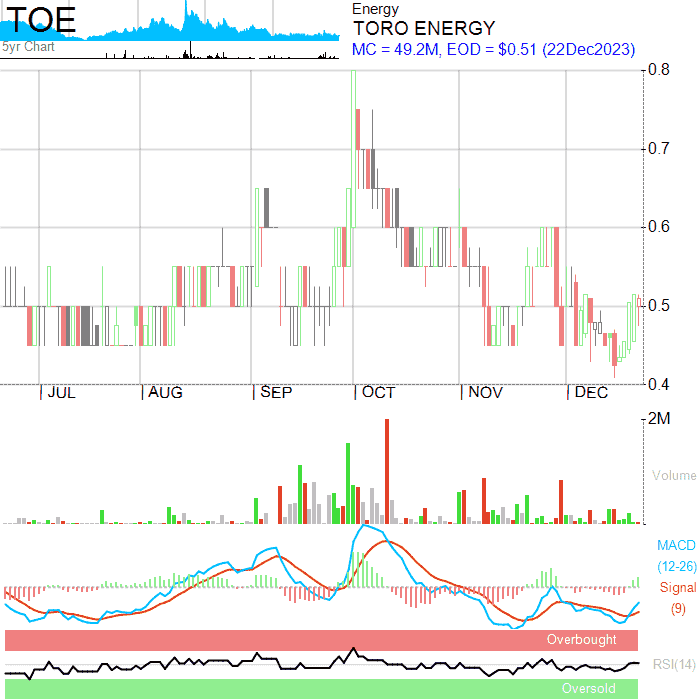 TOE
5yr Chart
Energy
TORO ENERGY
MC = 49.2M, EOD = $0.51 (22Dec2023)
0.8
0.7
0.6
0.5
0.4
JUL AUG SEP OCT NOV DEC
2M
Volume
MACD
(12-26)
Signal
(9)
Overbought
RSI(14)
Oversold